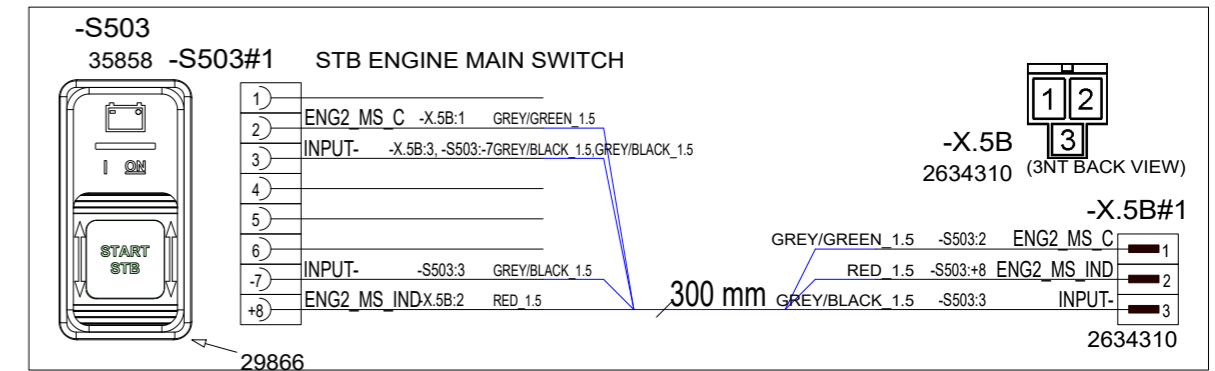 -S503
35858 -S503#1 STB ENGINE MAIN SWITCH
I ON
START
STB
29866
1
2 ENG2_MS_C -X.5B:1 GREY/GREEN_1.5
3 INPUT- -X.5B:3, -S503:-7 GREY/BLACK_1.5,GREY/BLACK_1.5
4
5
6
-7 INPUT- -S503:3 GREY/BLACK_1.5
+8 ENG2_MS_IND -X.5B:2 RED_1.5
300 mm
1 2
3
-X.5B
2634310 (3NT BACK VIEW)
-X.5B#1
GREY/GREEN_1.5 -S503:2 ENG2_MS_C 1
RED_1.5 -S503:+8 ENG2_MS_IND 2
GREY/BLACK_1.5 -S503:3 INPUT- 3
2634310